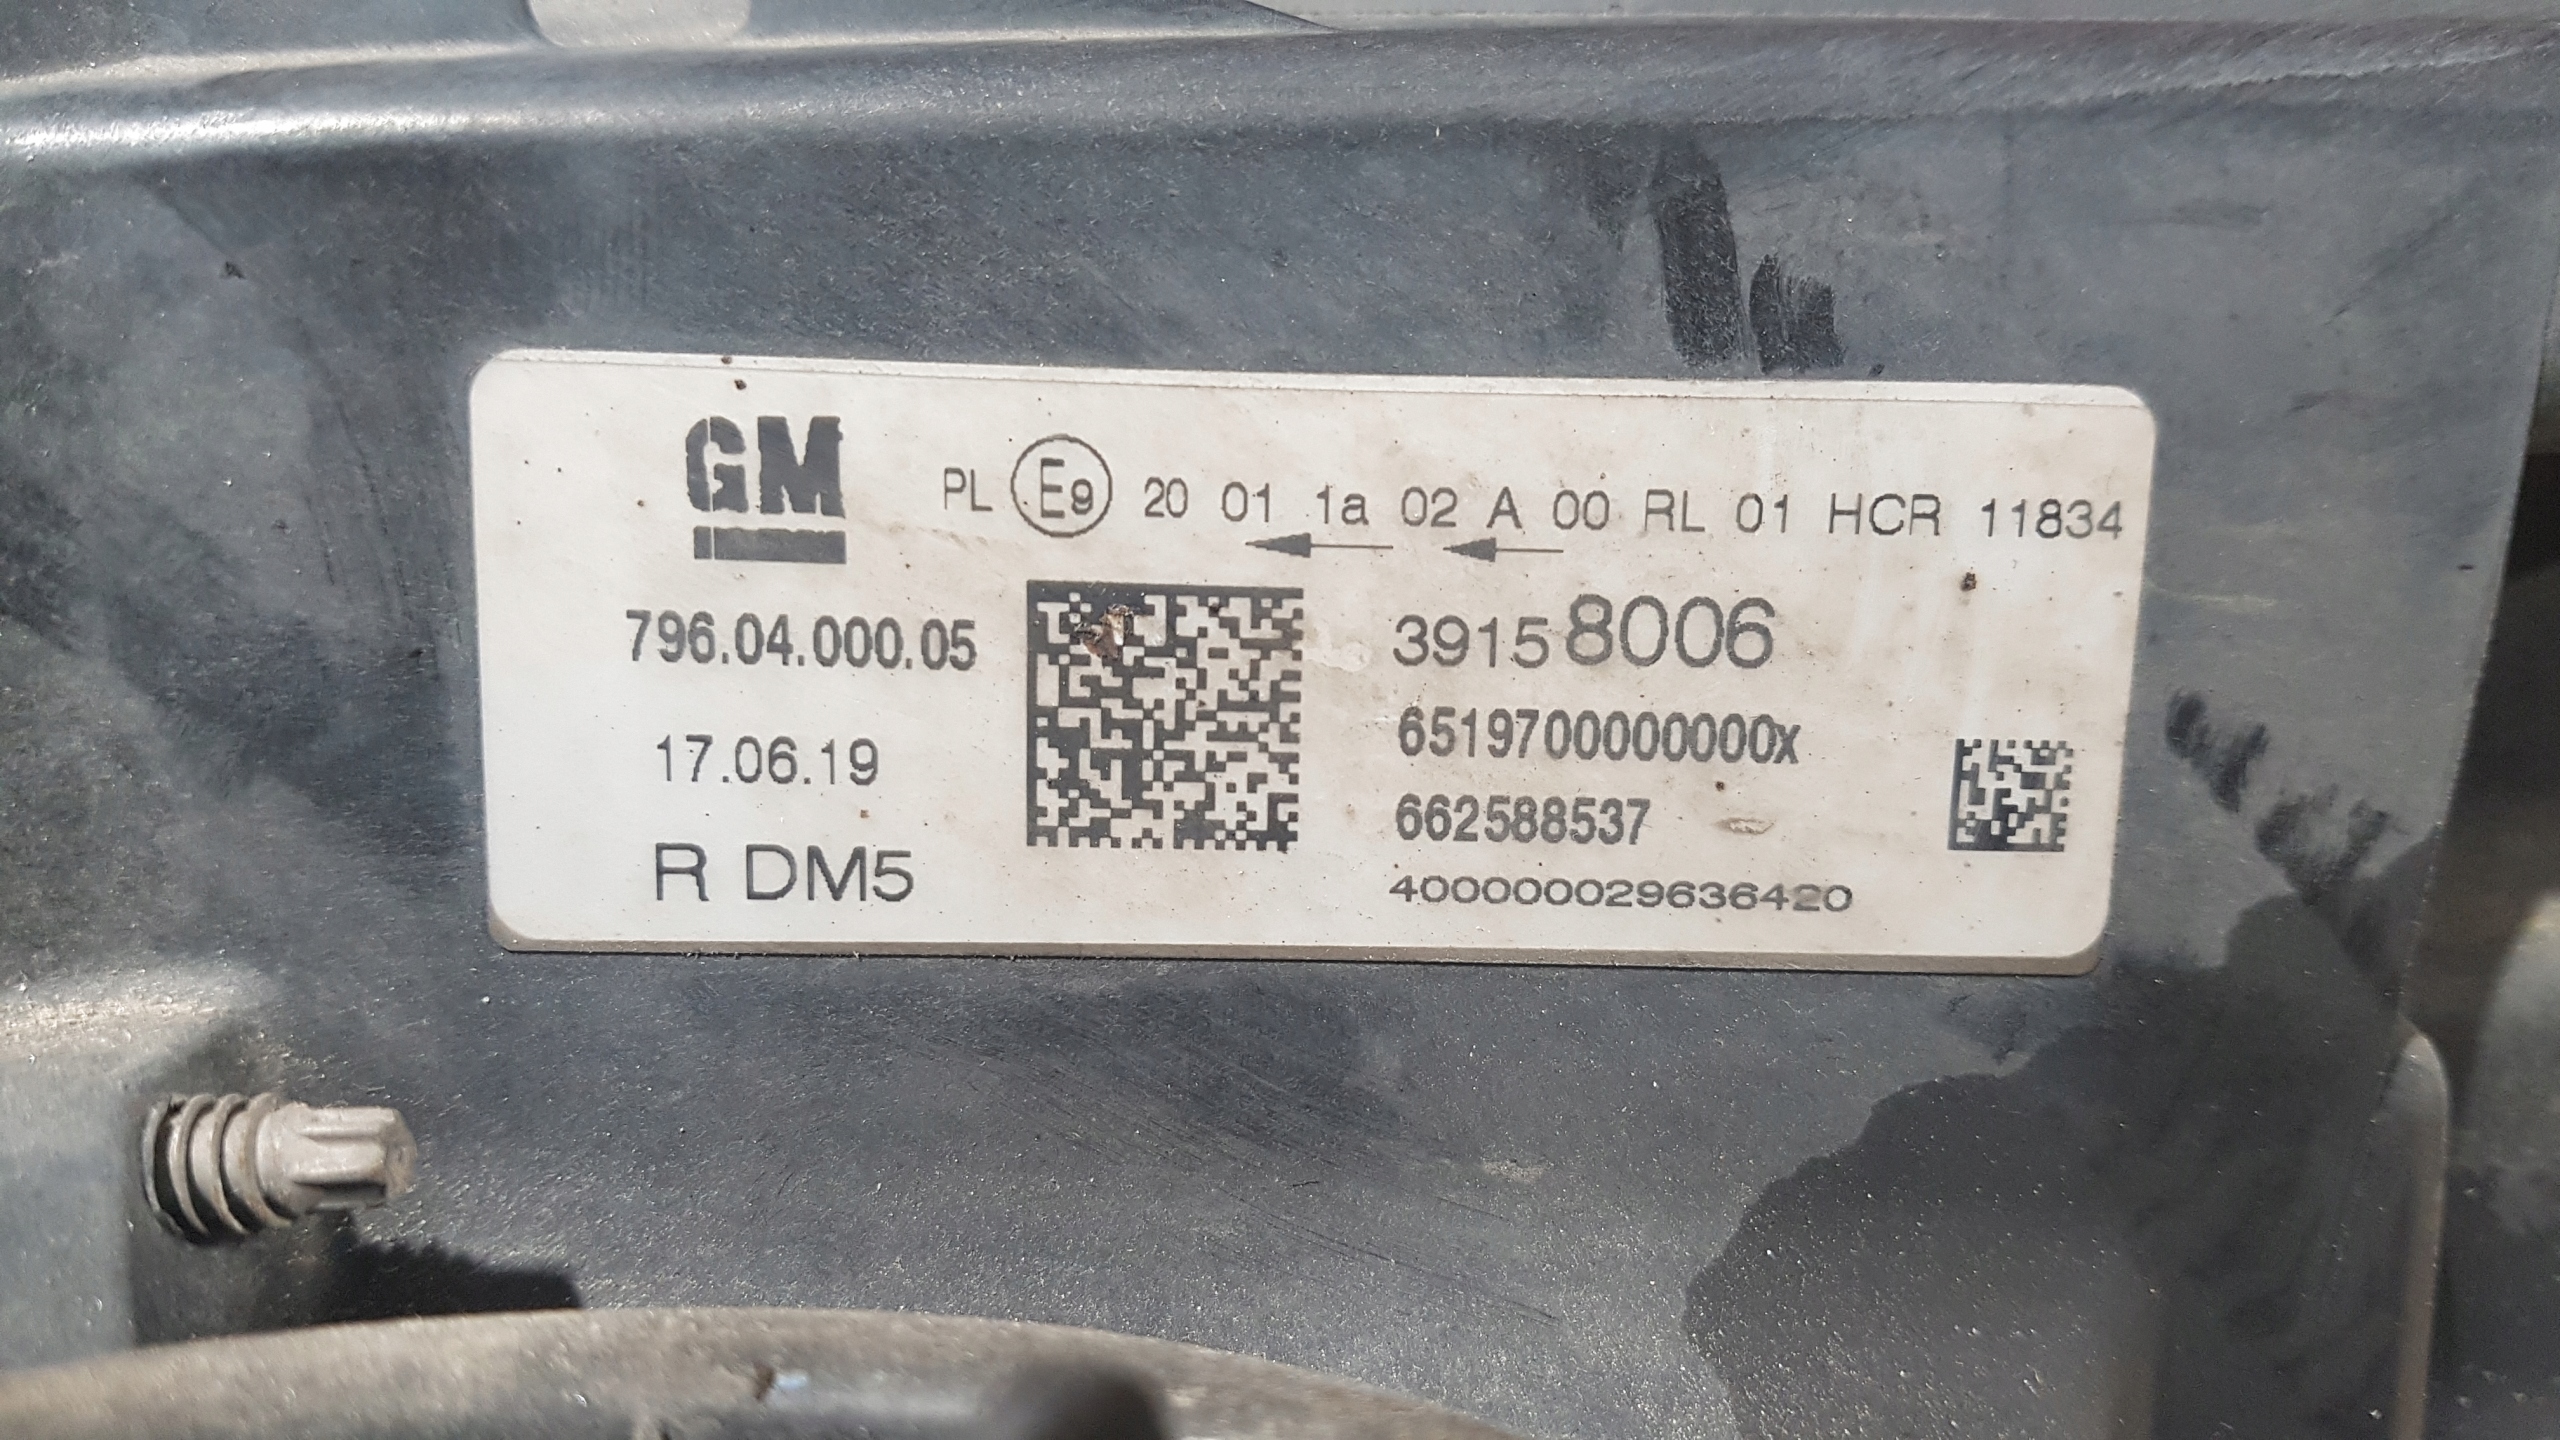 GM
PL E9 20 01 1a 02 A 00 RL 01 HCR 11834
796.04.000.05
39158006
17.06.19
6519700000000x
662588537
R DM5
400000029636420